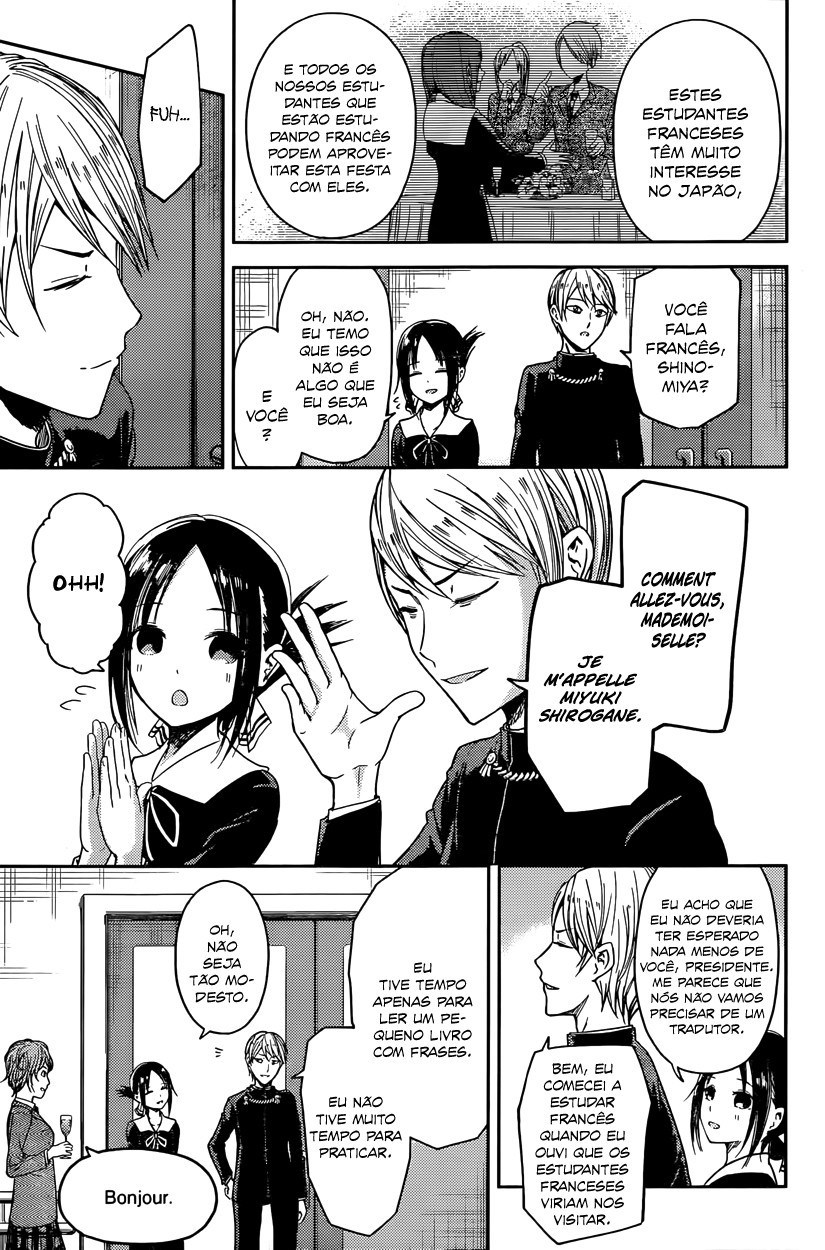 ESTES
ESTUDANTES
FRANCESES
TÊM MUITO
INTERESSE
NO JAPÃO,
E TODOS OS
NOSSOS ESTU-
DANTES QUE
ESTÃO ESTU-
DANDO FRANCÊS
PODEM APROVE-
ITAR ESTA FESTA
COM ELES.
VOCÊ
FALA
FRANCÊS,
SHINO-
MIYA?
OH, NÃO.
EU TEMO
QUE ISSO
NÃO É
ALGO QUE
EU SEJA
BOA.
E
VOCÊ
?
FUH...
COMMENT
ALLEZ-VOUS,
MADEMOI-
SELLE?
JE
M'APPELLE
MIYUKI
SHIROGANE.
OHH!
EU ACHO QUE
EU NÃO DEVERIA
TER ESPERADO
NADA MENOS DE
VOCÊ, PRESIDENTE.
ME PARECE QUE
NÓS NÃO VAMOS
PRECISAR DE UM
TRADUTOR.
BEM, EU
COMECEI A
ESTUDAR
FRANCÊS
QUANDO EU
OUVI QUE OS
ESTUDANTES
FRANCESES
VIRIAM NOS
VISITAR.
EU
TIVE TEMPO
APENAS PARA
LER UM PE-
QUENO LIVRO
COM FRASES.
EU NÃO
TIVE MUITO
TEMPO PARA
PRATICAR.
OH,
NÃO
SEJA
TÃO MO-
DESTO.
Bonjour.